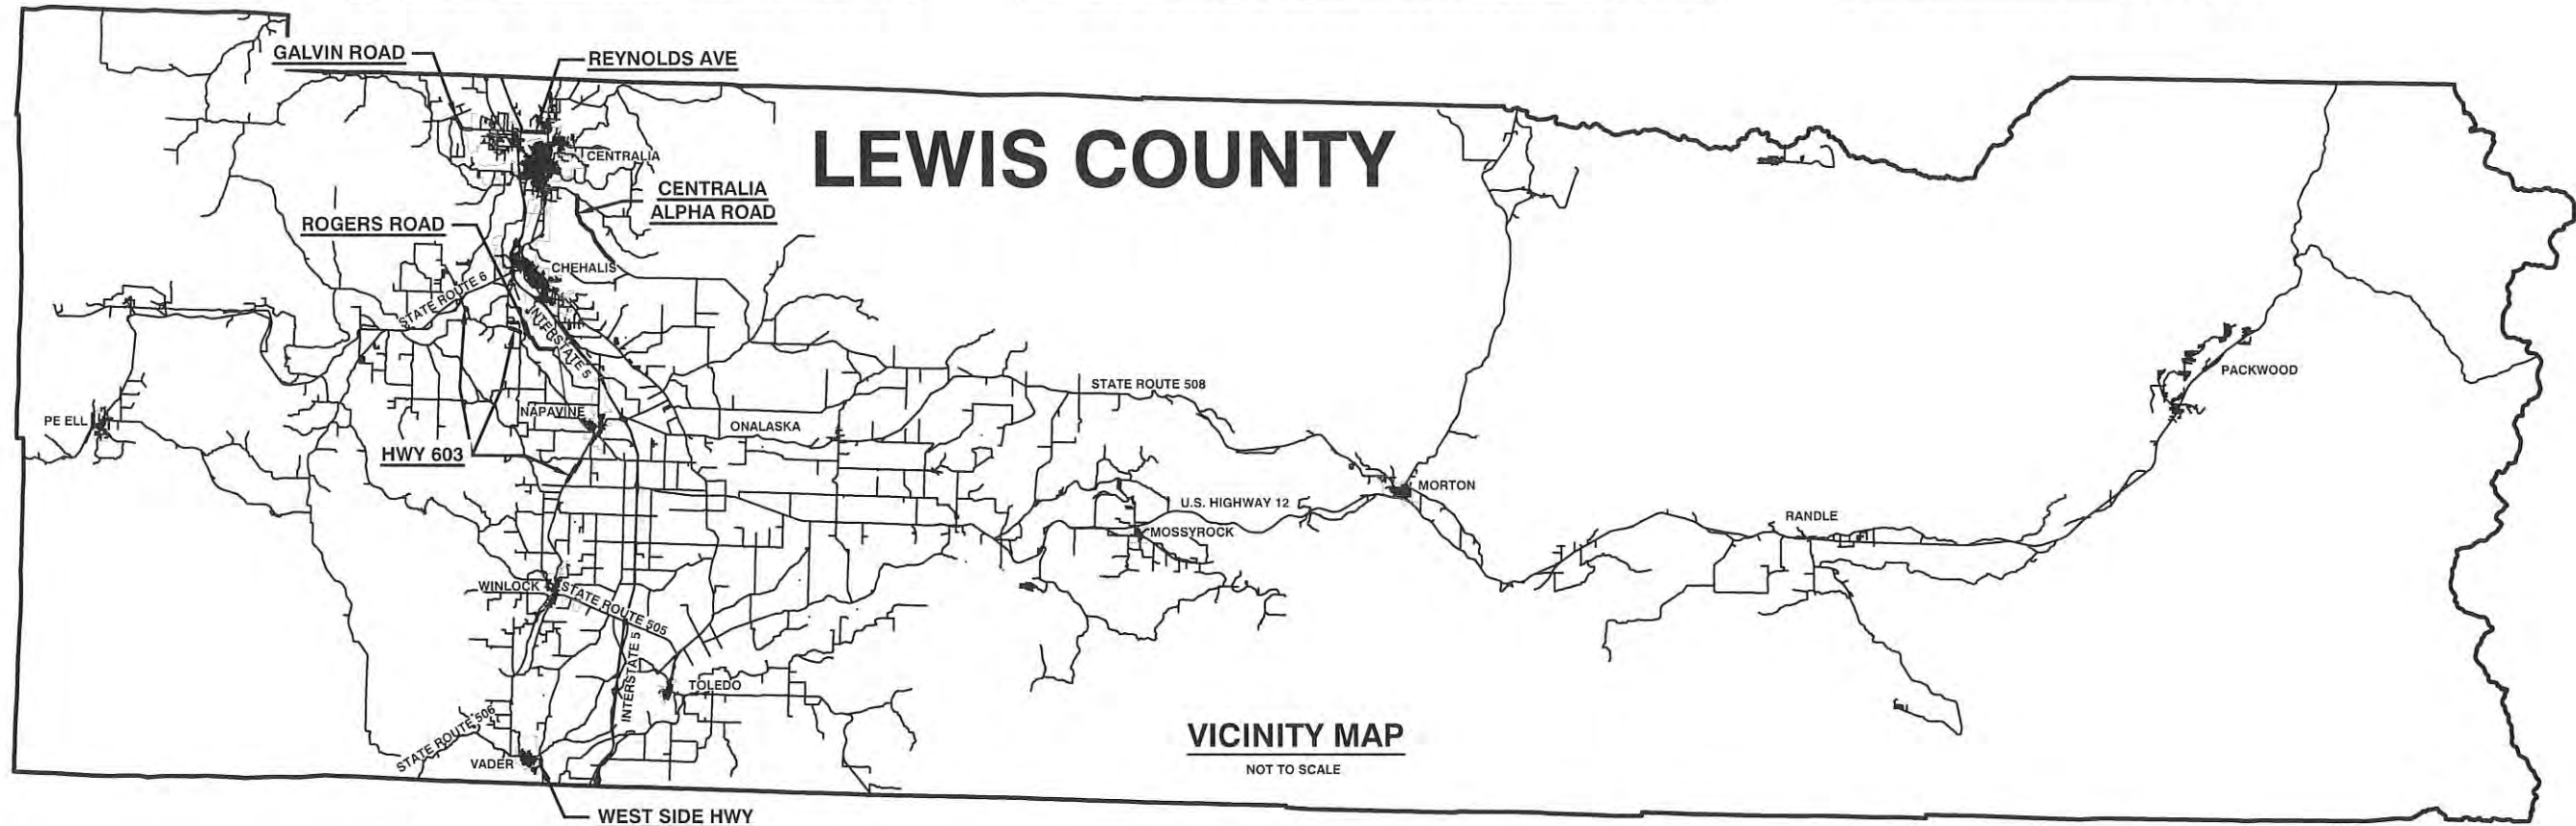 GALVIN ROAD
REYNOLDS AVE
LEWIS COUNTY
CENTRALIA
CENTRALIA
ALPHA ROAD
ROGERS ROAD
CHEHALIS
STATE ROUTE 6
INTERSTATE 5
PACKWOOD
STATE ROUTE 508
NAPAVINE
PE ELL
ONALASKA
HWY 603
MORTON
U.S. HIGHWAY 12
RANDLE
MOSSYROCK
WINLOCK
STATE ROUTE 505
INTERSTATE 5
TOLEDO
STATE ROUTE 506
VADER
VICINITY MAP
NOT TO SCALE
WEST SIDE HWY